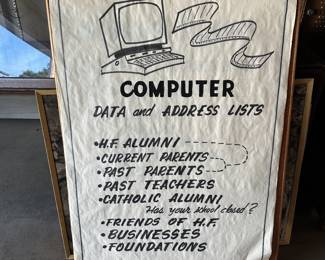 COMPUTER
DATA and ADDRESS LISTS
• H.F. ALUMNI
• CURRENT PARENTS
• PAST PARENTS
• PAST TEACHERS
• CATHOLIC ALUMNI
Has your school closed?
• FRIENDS OF H.F.
• BUSINESSES
• FOUNDATIONS